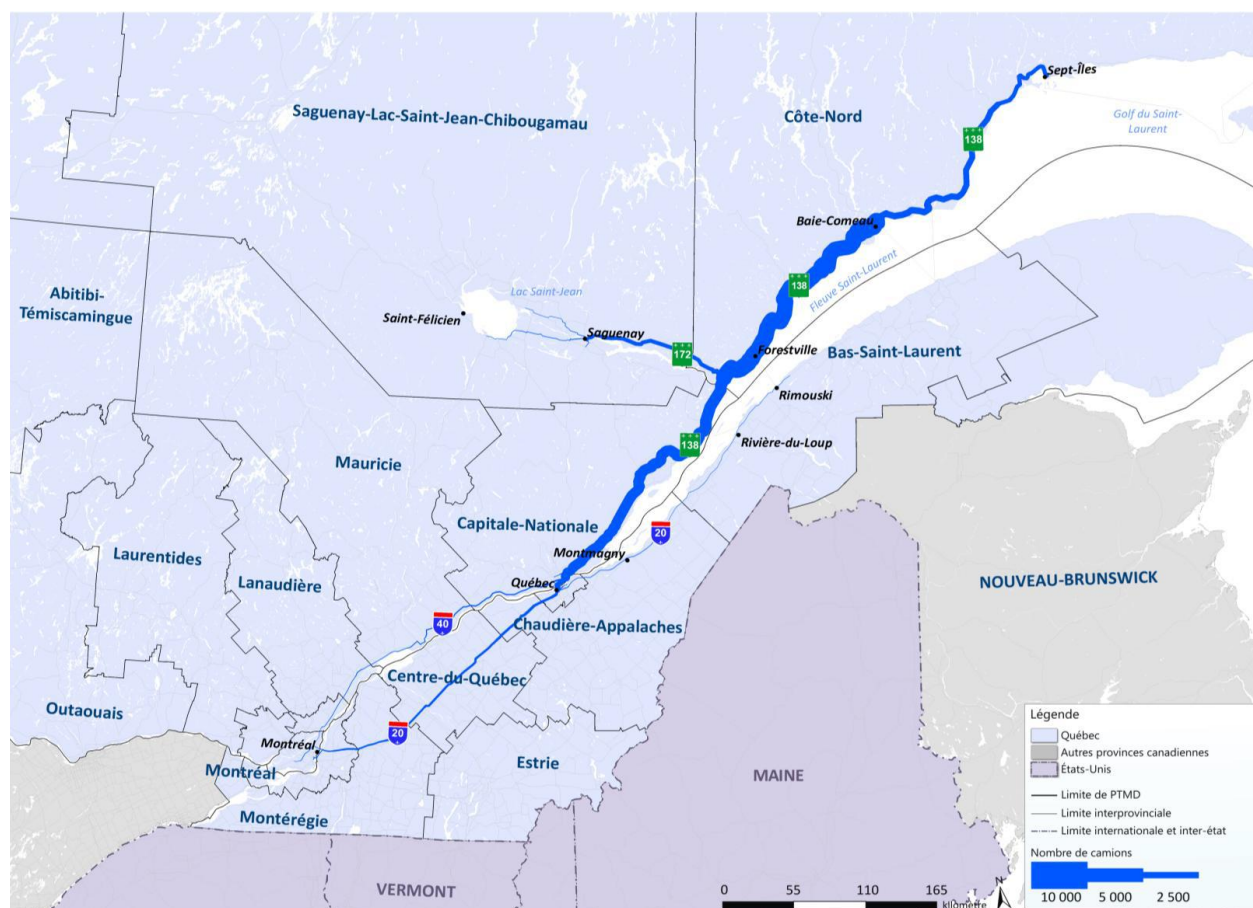 Sept-Îles
Saguenay-Lac-Saint-Jean-Chibougamau
Côte-Nord
Golf du Saint-
Laurent
138
Baie-Comeau
Fleuve Saint-Laurent
138
Abitibi-
Témiscamingue
Lac Saint-Jean
Saint-Félicien
Saguenay
172
Forestville
Bas-Saint-Laurent
Rimouski
138
Rivière-du-Loup
Mauricie
Capitale-Nationale
20
Montmagny
Laurentides
Lanaudière
Québec
NOUVEAU-BRUNSWICK
40
Chaudière-Appalaches
Centre-du-Québec
Outaouais
20
Montréal
Montréal
Estrie
MAINE
Montérégie
VERMONT
Légende
Québec
Autres provinces canadiennes
États-Unis
Limite de PTMD
Limite interprovinciale
Limite internationale et inter-état
Nombre de camions
10 000 5 000 2 500
0 55 110 165
kilomètre
N